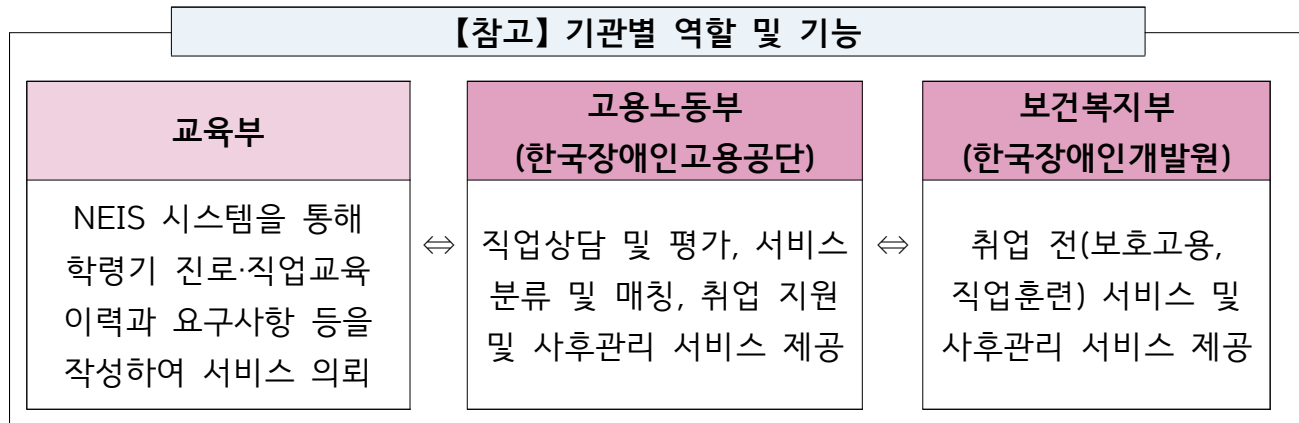 【참고】 기관별 역할 및 기능
교육부
NEIS 시스템을 통해
학령기 진로·직업교육
이력과 요구사항 등을
작성하여 서비스 의뢰
⇔
고용노동부
(한국장애인고용공단)
직업상담 및 평가, 서비스
분류 및 매칭, 취업 지원
및 사후관리 서비스 제공
⇔
보건복지부
(한국장애인개발원)
취업 전(보호고용,
직업훈련) 서비스 및
사후관리 서비스 제공